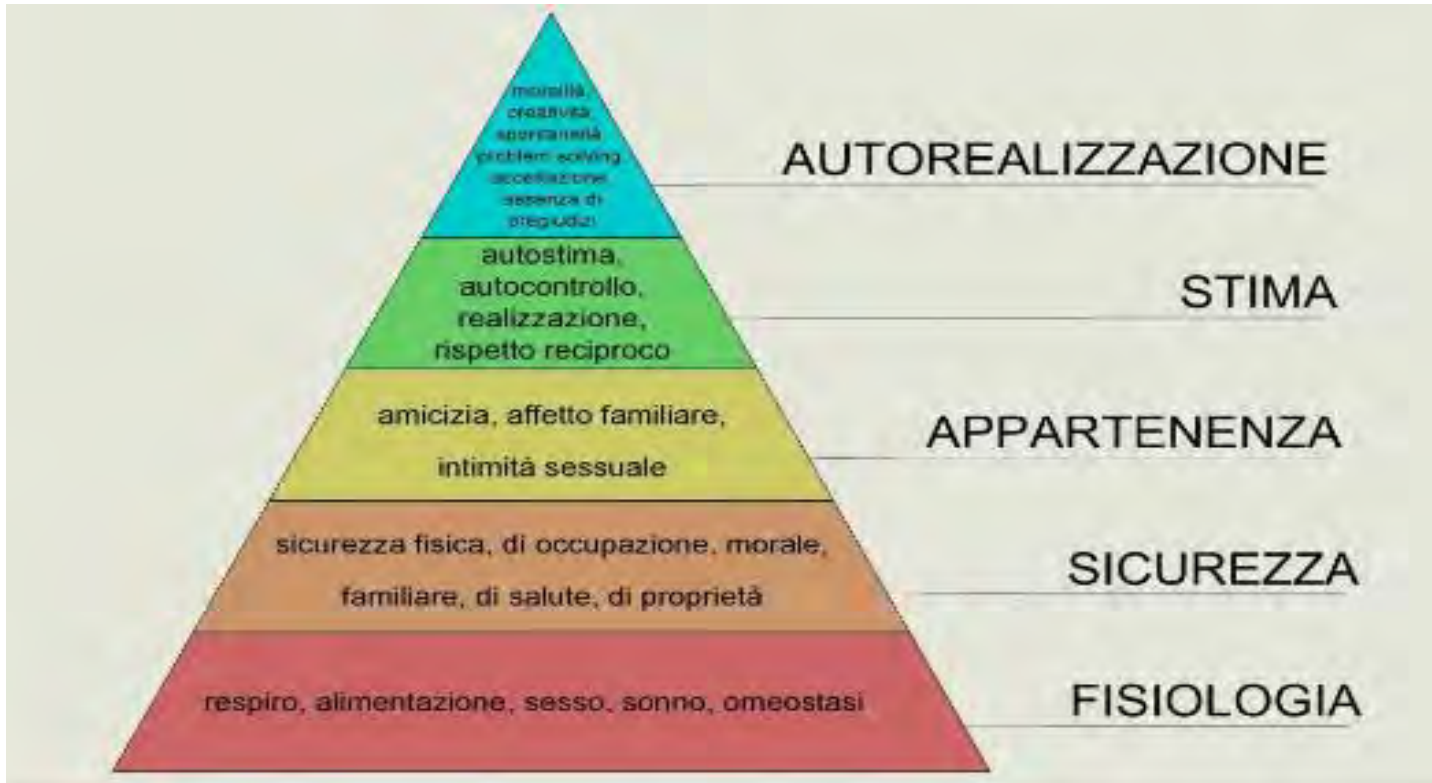 moralità,
creatività,
spontaneità,
problem solving,
accettazione,
assenza di
pregiudizi
AUTOREALIZZAZIONE
autostima,
autocontrollo,
realizzazione,
rispetto reciproco
STIMA
amicizia, affetto familiare,
intimità sessuale
APPARTENENZA
sicurezza fisica, di occupazione, morale,
familiare, di salute, di proprietà
SICUREZZA
respiro, alimentazione, sesso, sonno, omeostasi
FISIOLOGIA